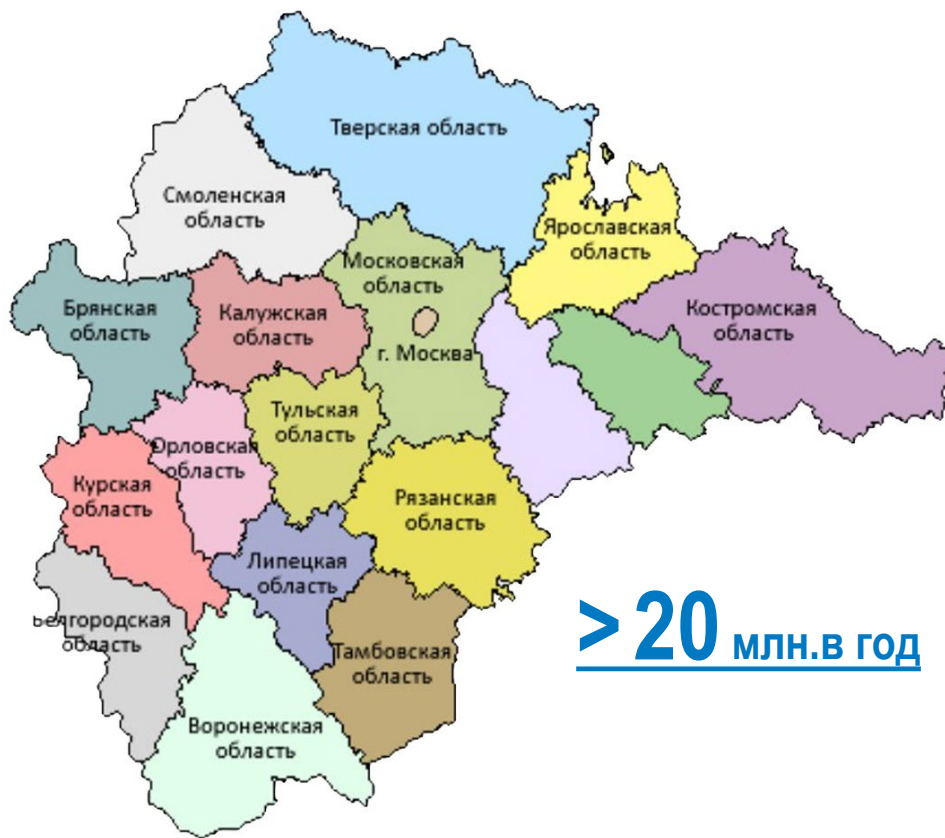 Тверская область
Смоленская
область
Ярославская
область
Московская
область
Брянская
область
Калужская
область
Костромская
область
г. Москва
Тульская
область
Орловская
область
Курская
область
Рязанская
область
Липецкая
область
Белгородская
область
Тамбовская
область
Воронежская
область
> 20 млн.в год